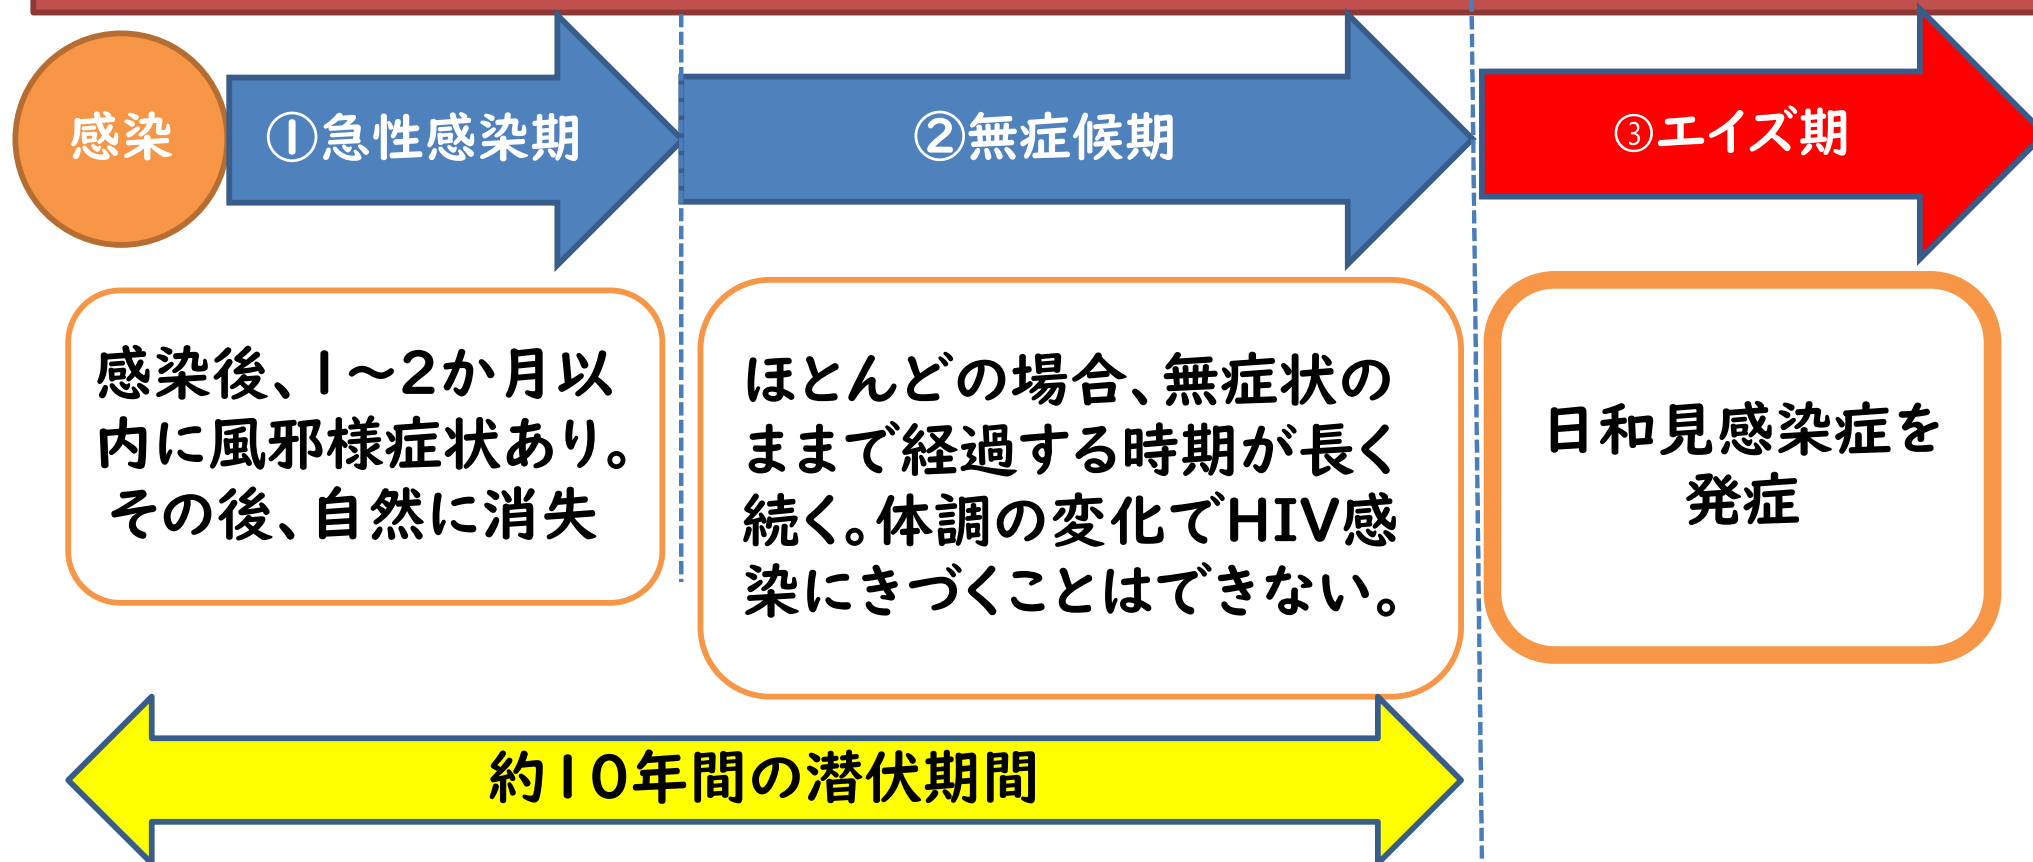 感染
①急性感染期
②無症候期
③エイズ期
感染後、1～2か月以
内に風邪様症状あり。
その後、自然に消失
ほとんどの場合、無症状の
ままで経過する時期が長く
続く。体調の変化でHIV感
染にきづくことはできない。
日和見感染症を
発症
約10年間の潜伏期間